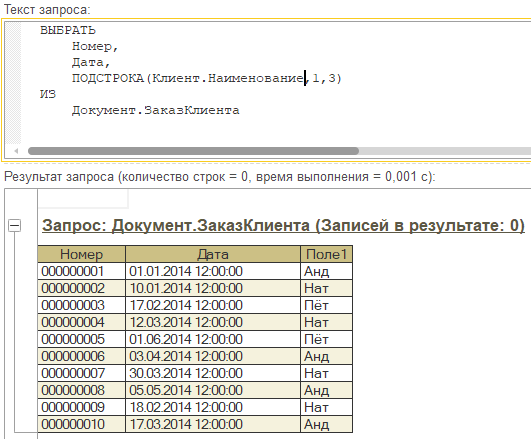 Текст запроса:
ВЫБРАТЬ
Номер,
Дата,
ПОДСТРОКА(Клиент.Наименование,1,3)
ИЗ
Документ.ЗаказКлиента
Результат запроса (количество строк = 0, время выполнения = 0,001 с):
Запрос: Документ.ЗаказКлиента (Записей в результате: 0)
Номер Дата Поле1
000000001 01.01.2014 12:00:00 Анд
000000002 10.01.2014 12:00:00 Нат
000000003 17.02.2014 12:00:00 Пёт
000000004 12.03.2014 12:00:00 Нат
000000005 01.06.2014 12:00:00 Пёт
000000006 03.04.2014 12:00:00 Анд
000000007 30.03.2014 12:00:00 Нат
000000008 05.05.2014 12:00:00 Анд
000000009 18.02.2014 12:00:00 Нат
000000010 17.03.2014 12:00:00 Анд